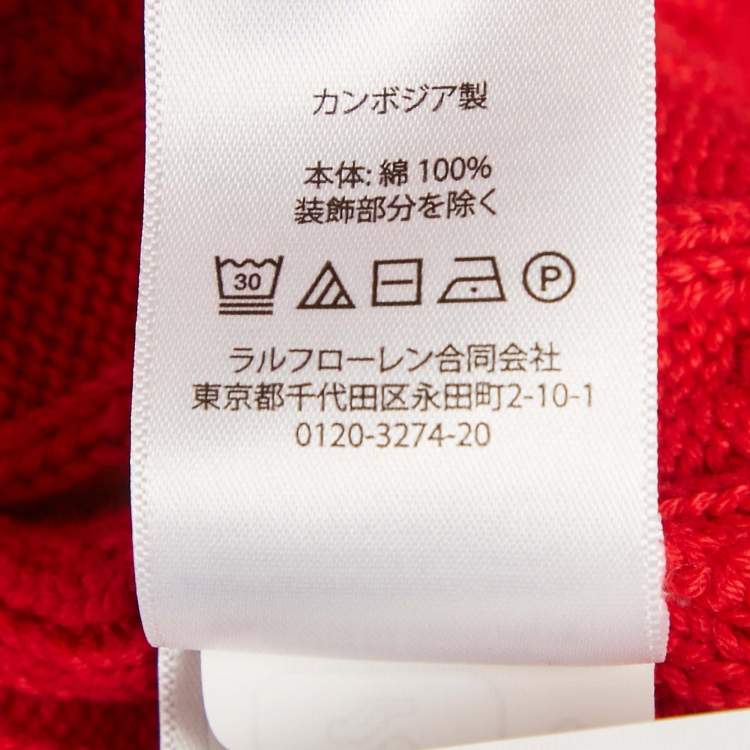 カンボジア製
本体: 綿 100%
装飾部分を除く
30 P
ラルフローレン合同会社
東京都千代田区永田町2-10-1
0120-3274-20